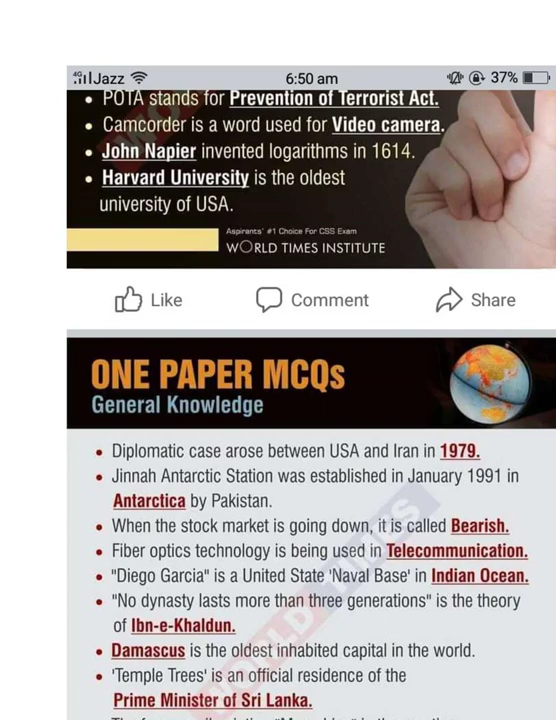 4G Jazz 6:50 am 37%
• POTA stands for Prevention of Terrorist Act.
• Camcorder is a word used for Video camera.
• John Napier invented logarithms in 1614.
• Harvard University is the oldest
university of USA.
Aspirants' #1 Choice For CSS Exam
WORLD TIMES INSTITUTE
Like Comment Share
ONE PAPER MCQs
General Knowledge
• Diplomatic case arose between USA and Iran in 1979.
• Jinnah Antarctic Station was established in January 1991 in
Antarctica by Pakistan.
• When the stock market is going down, it is called Bearish.
• Fiber optics technology is being used in Telecommunication.
• "Diego Garcia" is a United State 'Naval Base' in Indian Ocean.
• "No dynasty lasts more than three generations" is the theory
of Ibn-e-Khaldun.
• Damascus is the oldest inhabited capital in the world.
• 'Temple Trees' is an official residence of the
Prime Minister of Sri Lanka.
WORLD TIMES